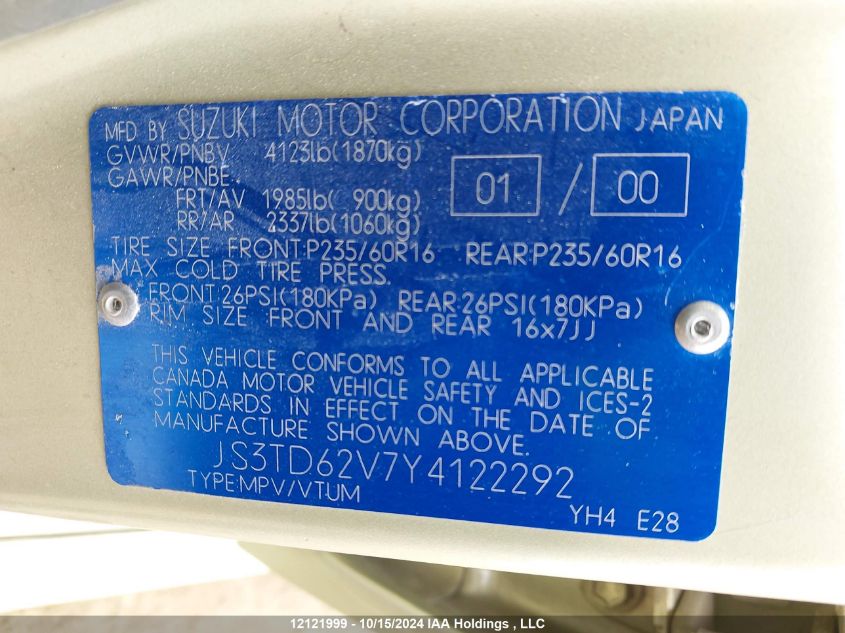 MFD BY SUZUKI MOTOR CORPORATION JAPAN
GVWR/PNBV 4123lb(1870kg)
GAWR/PNBE
FRT/AV 1985lb( 900kg)
RR/AR 2337lb(1060kg)
01 / 00
TIRE SIZE FRONT:P235/60R16 REAR:P235/60R16
MAX COLD TIRE PRESS.
FRONT:26PSI(180KPa) REAR:26PSI(180KPa)
RIM SIZE FRONT AND REAR 16x7JJ
THIS VEHICLE CONFORMS TO ALL APPLICABLE
CANADA MOTOR VEHICLE SAFETY AND ICES-2
STANDARDS IN EFFECT ON THE DATE OF
MANUFACTURE SHOWN ABOVE.
JS3TD62V7Y4122292
TYPE:MPV/VTUM
YH4 E28
12121999 - 10/15/2024 IAA Holdings , LLC